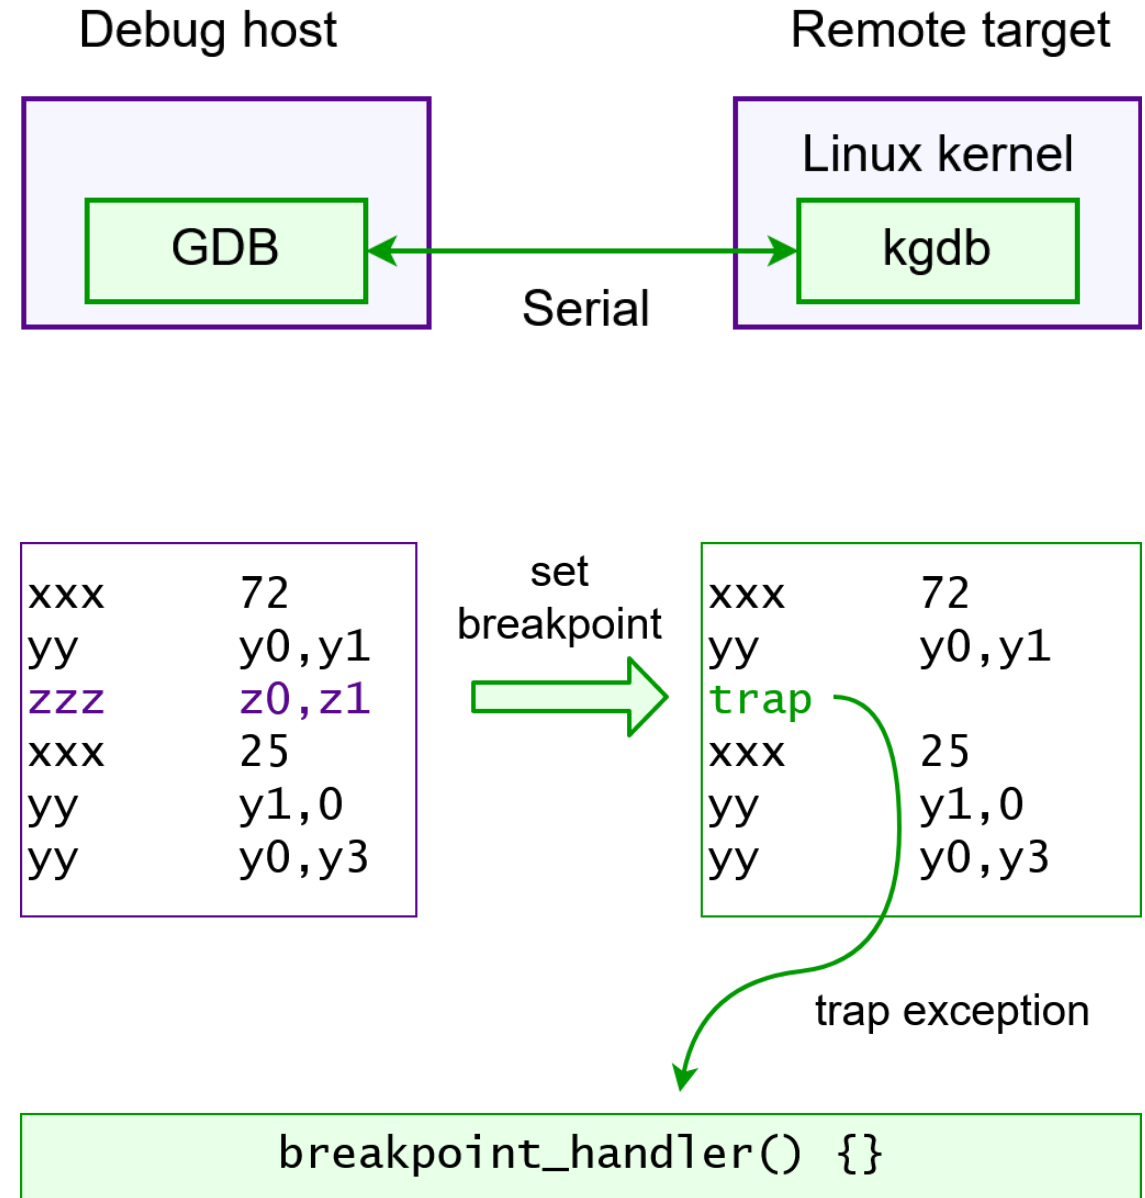 Debug host
Remote target
Linux kernel
GDB
kgdb
Serial
xxx 72
yy y0,y1
zzz z0,z1
xxx 25
yy y1,0
yy y0,y3
set
breakpoint
xxx 72
yy y0,y1
trap
xxx 25
yy y1,0
yy y0,y3
trap exception
breakpoint_handler() {}